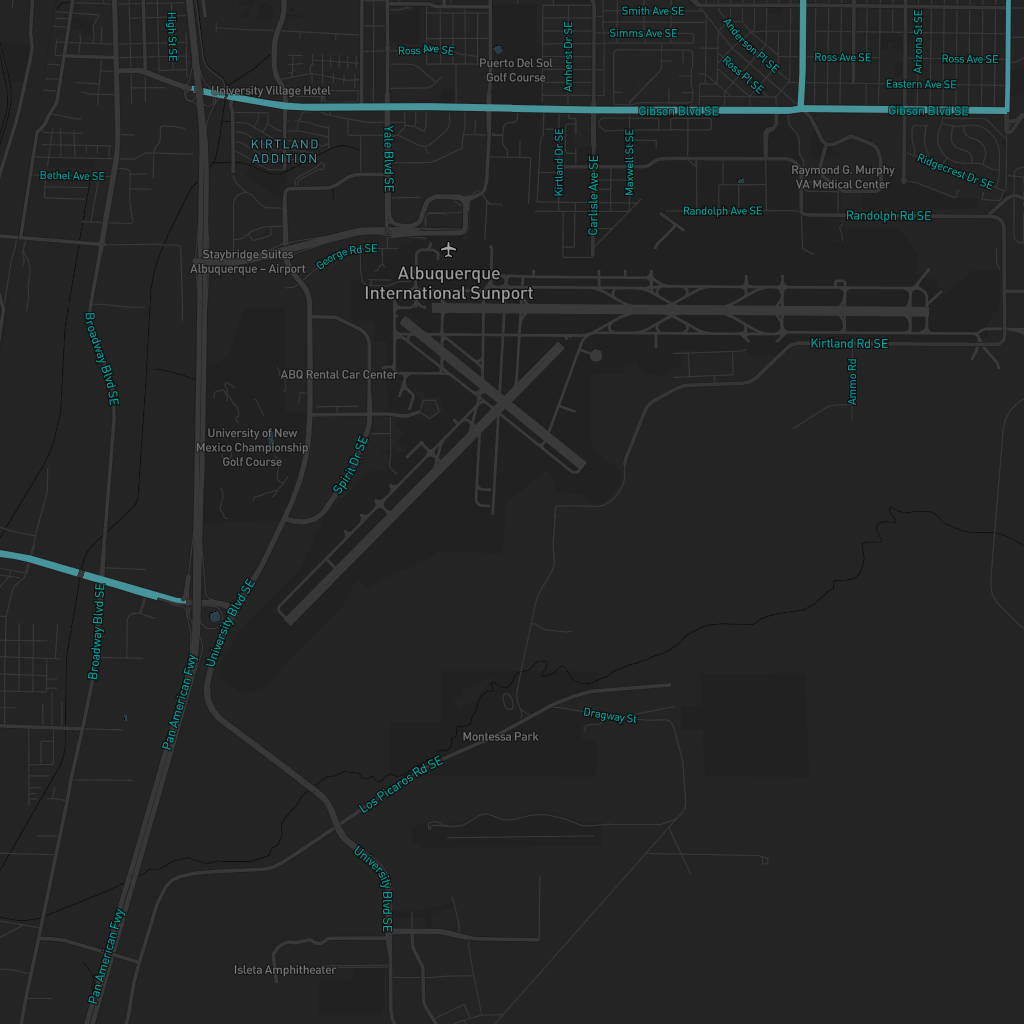 Smith Ave SE
High St SE
Simms Ave SE
Anderson Pl SE
Arizona St SE
Ross Ave SE
Amherst Dr SE
Puerto Del Sol
Golf Course
Ross Ave SE
Ross Ave SE
Ross Pl SE
Eastern Ave SE
University Village Hotel
Gibson Blvd SE
Gibson Blvd SE
KIRTLAND
ADDITION
Yale Blvd SE
Kirtland Dr SE
Maxwell St SE
Carlisle Ave SE
Bethel Ave SE
Raymond G. Murphy
VA Medical Center
Ridgecrest Dr SE
Randolph Ave SE
Randolph Rd SE
Staybridge Suites
Albuquerque – Airport
George Rd SE
Albuquerque
International Sunport
Broadway Blvd SE
Kirtland Rd SE
ABQ Rental Car Center
Ammo Rd
University of New
Mexico Championship
Golf Course
Spirit Dr SE
Broadway Blvd SE
University Blvd SE
Pan American Fwy
Dragway St
Montessa Park
Los Picaros Rd SE
University Blvd SE
Pan American Fwy
Isleta Amphitheater